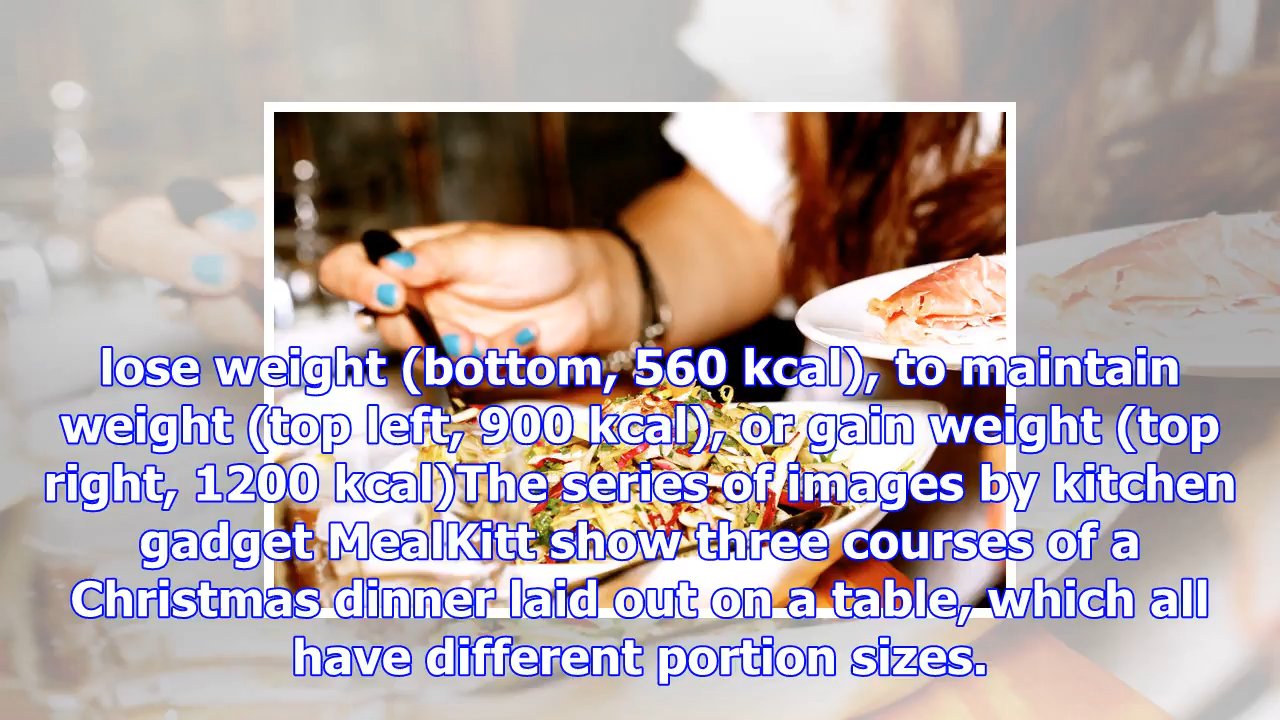 lose weight (bottom, 560 kcal), to maintain
weight (top left, 900 kcal), or gain weight (top
right, 1200 kcal)The series of images by kitchen
gadget MealKitt show three courses of a
Christmas dinner laid out on a table, which all
have different portion sizes.